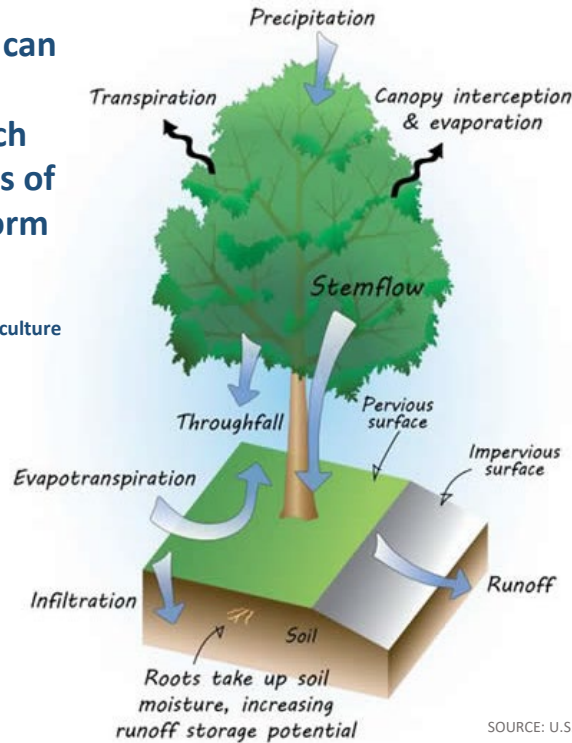 can
ch
s of
orm
culture
Precipitation
Transpiration
Canopy interception
& evaporation
Stemflow
Throughfall
Pervious
surface
Impervious
surface
Evapotranspiration
Infiltration
Runoff
Soil
Roots take up soil
moisture, increasing
runoff storage potential
SOURCE: U.S